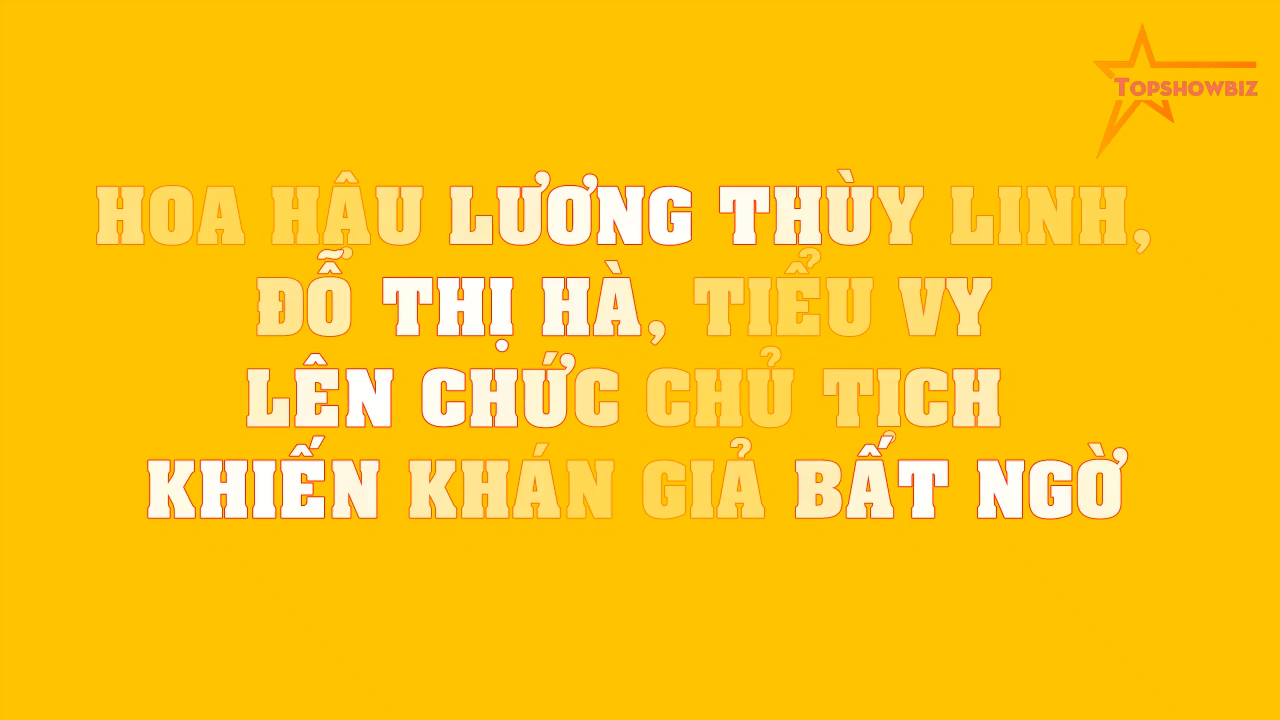 TOPSHOWBIZ
HOA HẬU LƯƠNG THÙY LINH,
ĐỖ THỊ HÀ, TIỂU VY
LÊN CHỨC CHỦ TỊCH
KHIẾN KHÁN GIẢ BẤT NGỜ